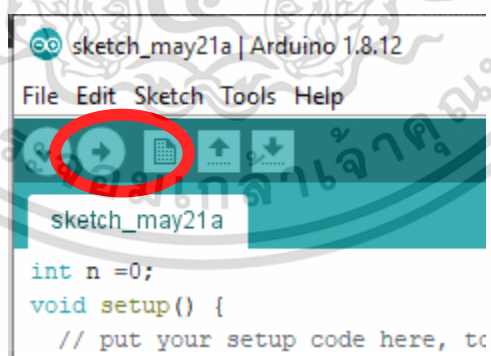 sketch_may21a | Arduino 1.8.12
File Edit Sketch Tools Help
sketch_may21a
int n =0;
void setup() {
// put your setup code here, to